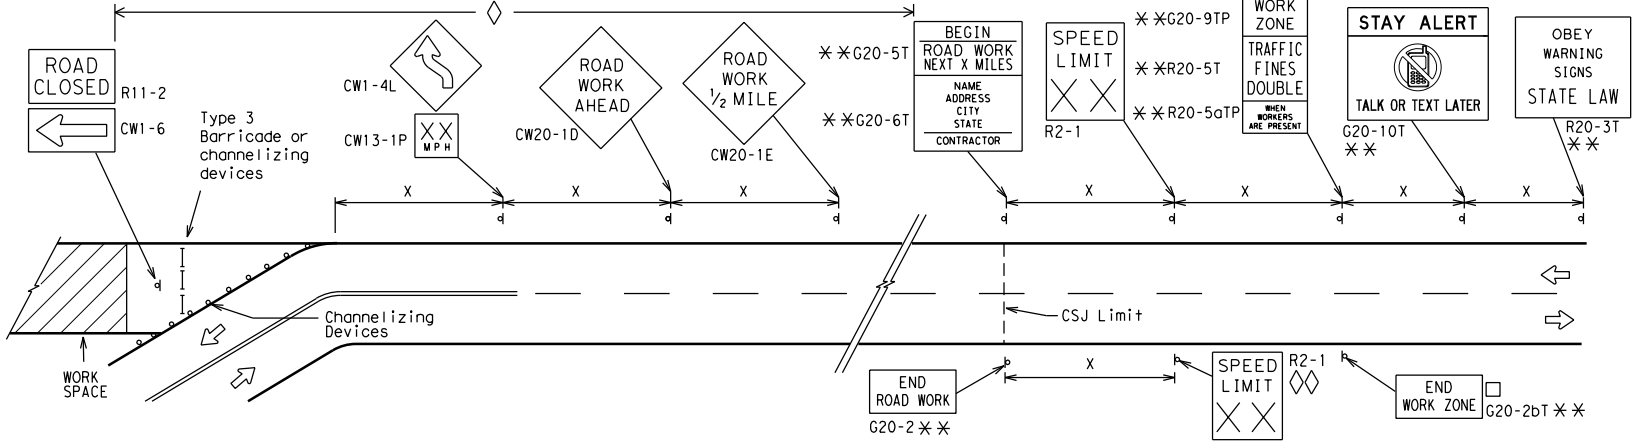 ROAD
CLOSED
R11-2
CW1-6
Type 3
Barricade or
channelizing
devices
CW1-4L
CW13-1P
XX
MPH
ROAD
WORK
AHEAD
CW20-1D
ROAD
WORK
1/2 MILE
CW20-1E
**G20-5T
**G20-6T
BEGIN
ROAD WORK
NEXT X MILES
NAME
ADDRESS
CITY
STATE
CONTRACTOR
SPEED
LIMIT
X X
R2-1
**G20-9TP
**R20-5T
**R20-5aTP
WORK
ZONE
TRAFFIC
FINES
DOUBLE
WHEN
WORKERS
ARE PRESENT
STAY ALERT
TALK OR TEXT LATER
G20-10T
**
OBEY
WARNING
SIGNS
STATE LAW
R20-3T
**
X
X
X
X
X
X
X
Channelizing
Devices
CSJ Limit
WORK
SPACE
END
ROAD WORK
G20-2 **
X
SPEED
LIMIT
X X
R2-1
END
WORK ZONE
G20-2bT **